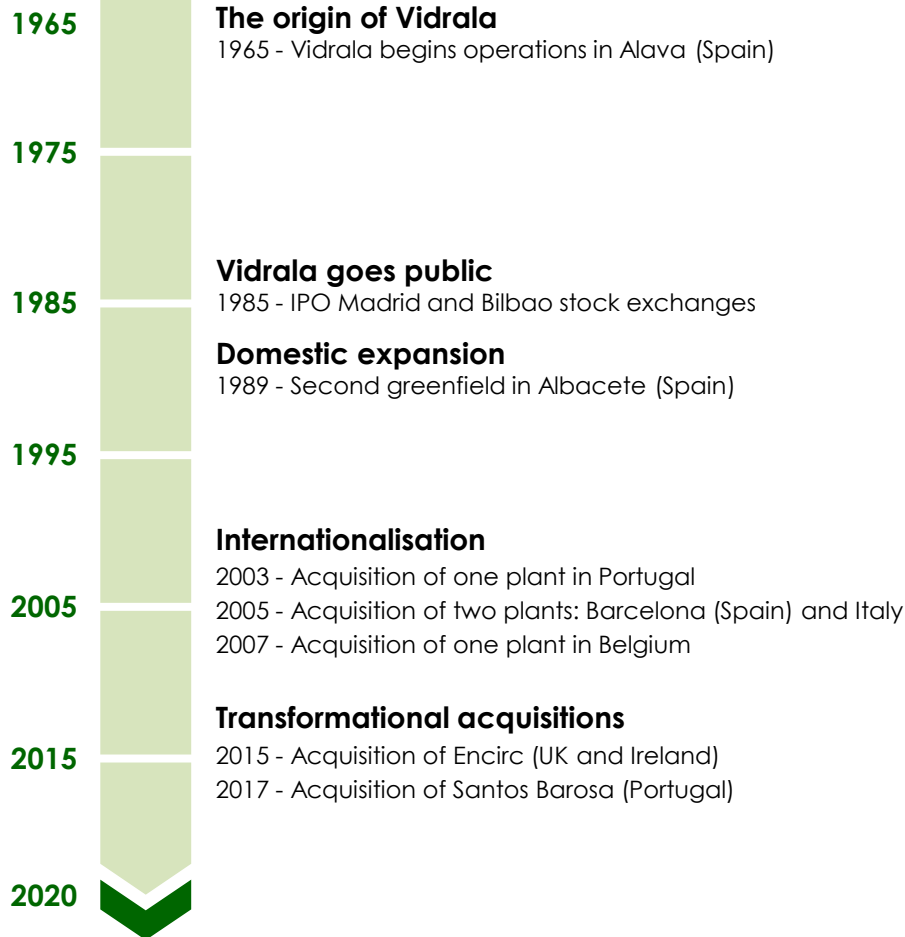 1965
The origin of Vidrala
1965 - Vidrala begins operations in Alava (Spain)
1975
Vidrala goes public
1985
1985 - IPO Madrid and Bilbao stock exchanges
Domestic expansion
1989 - Second greenfield in Albacete (Spain)
1995
Internationalisation
2003 - Acquisition of one plant in Portugal
2005
2005 - Acquisition of two plants: Barcelona (Spain) and Italy
2007 - Acquisition of one plant in Belgium
Transformational acquisitions
2015
2015 - Acquisition of Encirc (UK and Ireland)
2017 - Acquisition of Santos Barosa (Portugal)
2020